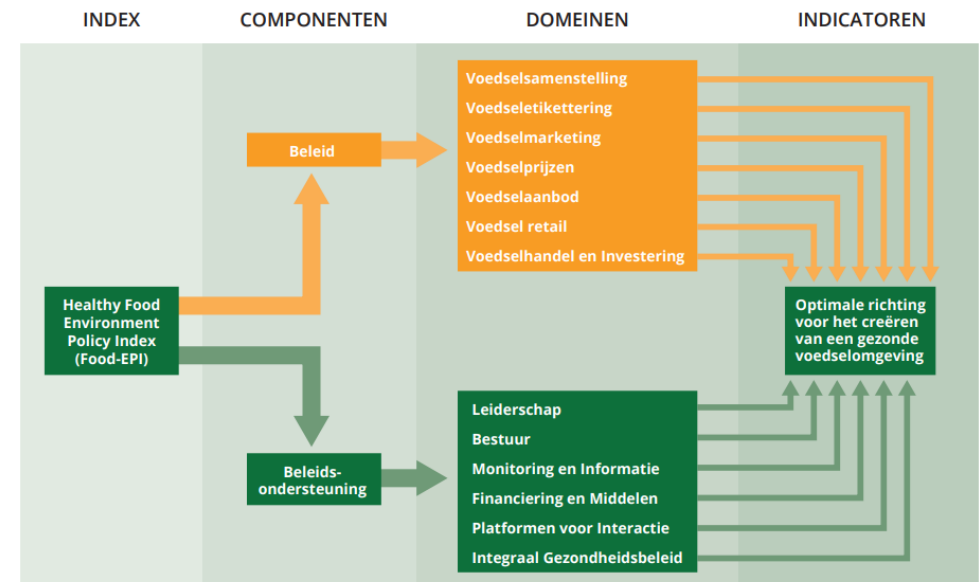 INDEX
COMPONENTEN
DOMEINEN
INDICATOREN
Healthy Food
Environment
Policy Index
(Food-EPI)
Beleid
Voedselsamenstelling
Voedseletikettering
Voedselmarketing
Voedselprijzen
Voedselaanbod
Voedsel retail
Voedselhandel en Investering
Beleids-
ondersteuning
Leiderschap
Bestuur
Monitoring en Informatie
Financiering en Middelen
Platformen voor Interactie
Integraal Gezondheidsbeleid
Optimale richting
voor het creëren
van een gezonde
voedselomgeving